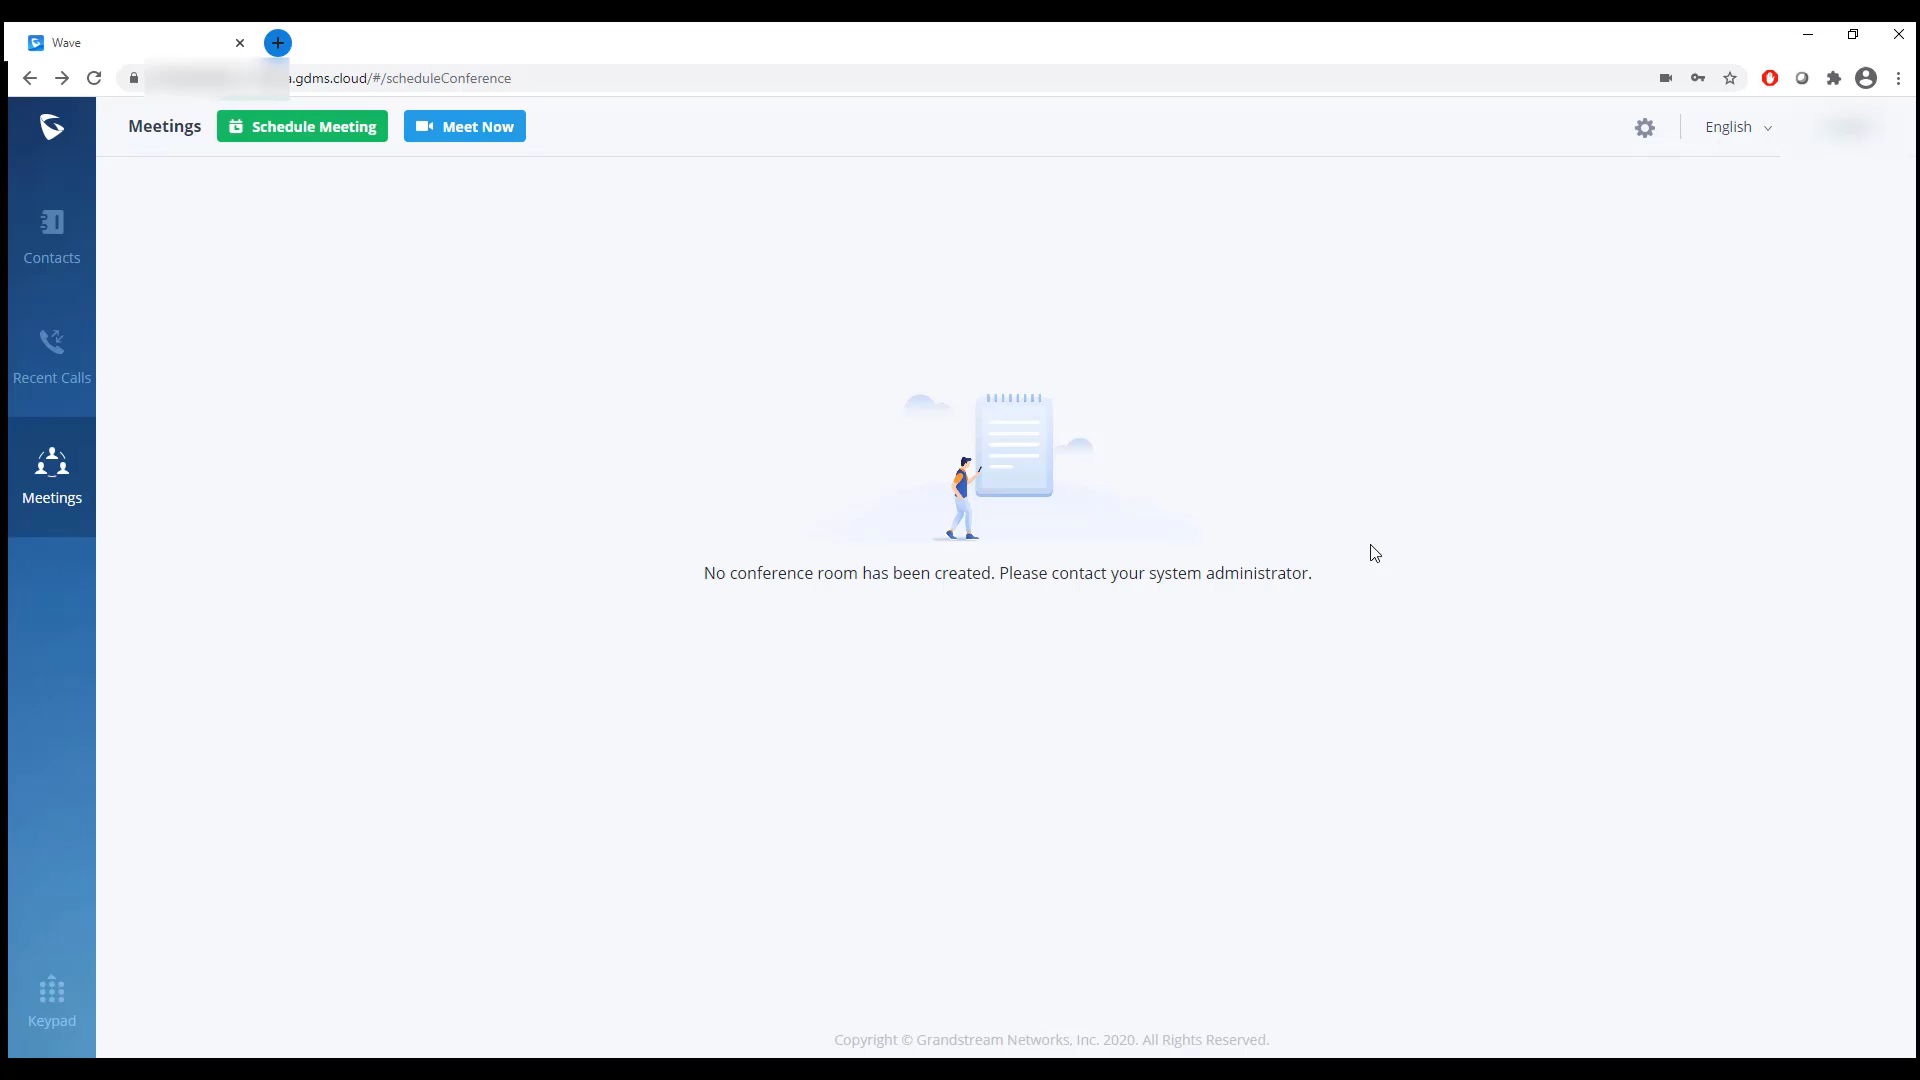 Wave
a.gdms.cloud/#/scheduleConference
Meetings
Schedule Meeting
Meet Now
English
Contacts
Recent Calls
Meetings
No conference room has been created. Please contact your system administrator.
Keypad
Copyright © Grandstream Networks, Inc. 2020. All Rights Reserved.